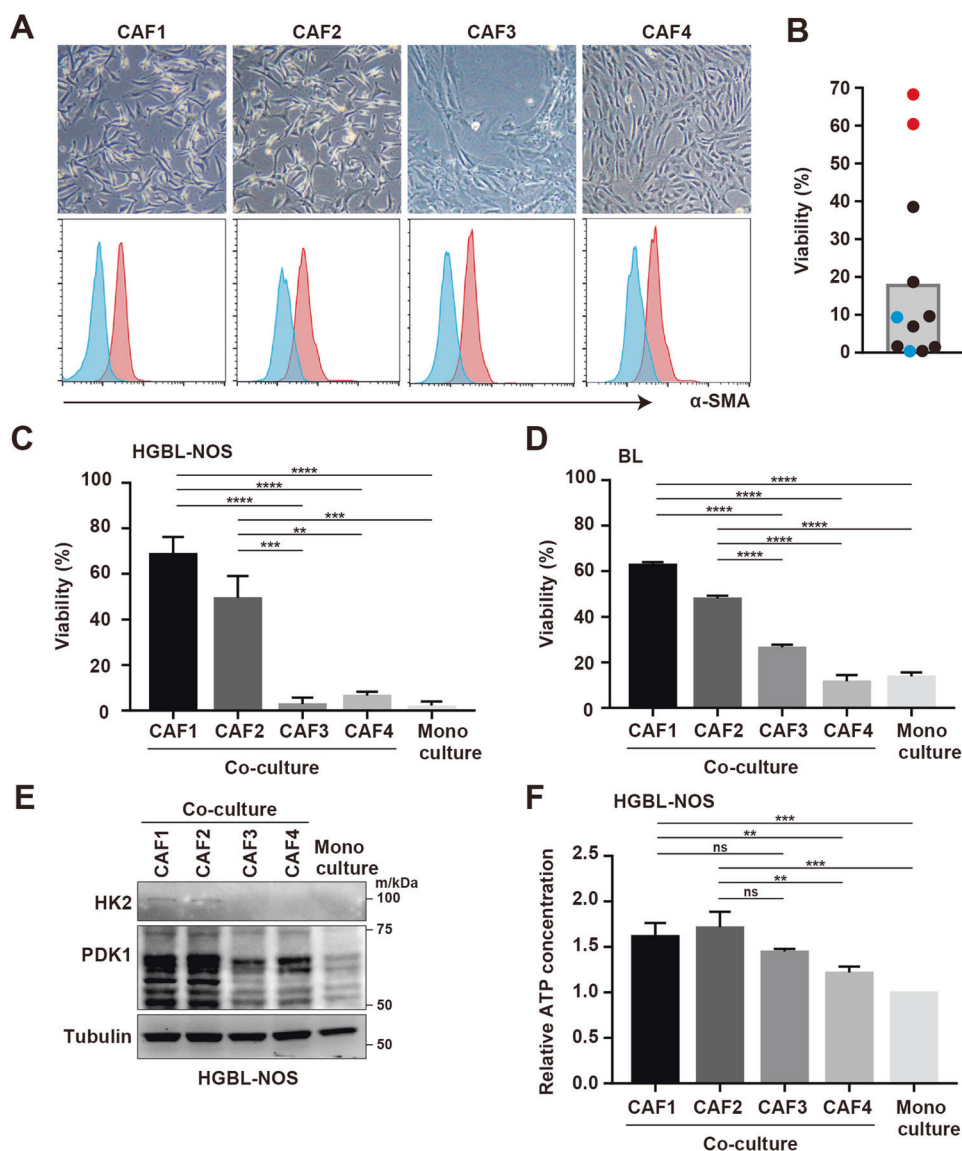 A
CAF1 CAF2 CAF3 CAF4
α-SMA
B
Viability (%)
70
60
50
40
30
20
10
0
C
HGBL-NOS
Viability (%)
100
80
60
40
20
0
****
****
****
***
**
***
CAF1 CAF2 CAF3 CAF4 Mono
culture
Co-culture
D
BL
Viability (%)
100
80
60
40
20
0
****
****
****
****
****
****
CAF1 CAF2 CAF3 CAF4 Mono
culture
Co-culture
E
Co-culture
CAF1 CAF2 CAF3 CAF4 Mono
culture
m/kDa
HK2 100
75
PDK1
50
Tubulin
50
HGBL-NOS
F
HGBL-NOS
Relative ATP concentration
2.5
2.0
1.5
1.0
0.5
0.0
***
**
ns
***
**
ns
CAF1 CAF2 CAF3 CAF4 Mono
culture
Co-culture